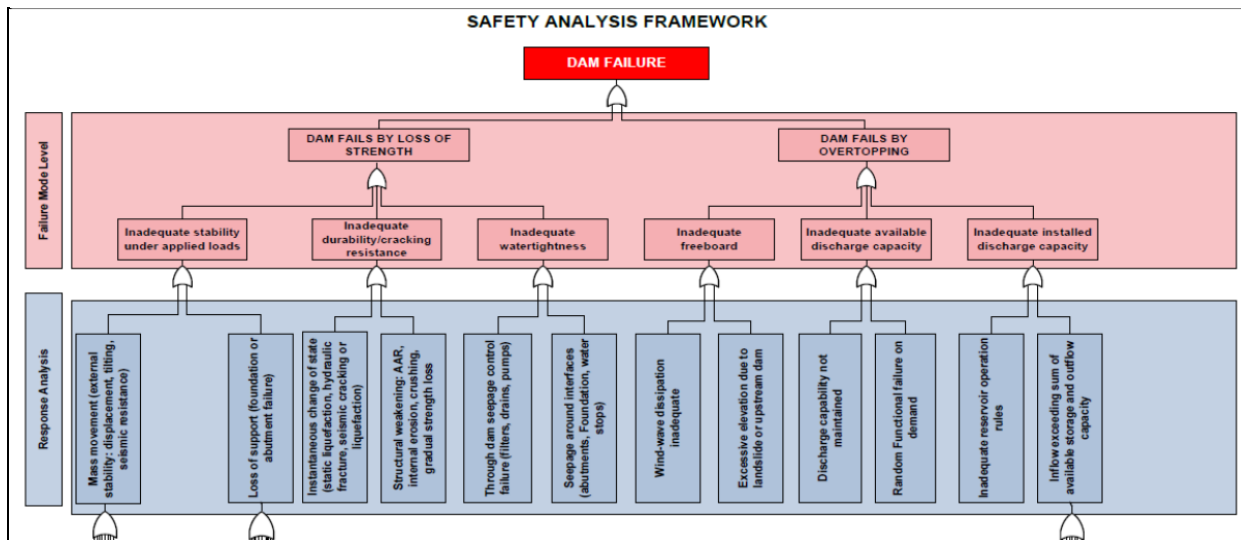 SAFETY ANALYSIS FRAMEWORK
DAM FAILURE
Failure Mode Level
DAM FAILS BY LOSS OF
STRENGTH
DAM FAILS BY
OVERTOPPING
Inadequate stability
under applied loads
Inadequate
durability/cracking
resistance
Inadequate
watertightness
Inadequate
freeboard
Inadequate available
discharge capacity
Inadequate installed
discharge capacity
Response Analysis
Mass movement (external
stability: displacement, tilting,
seismic resistance)
Loss of support (foundation or
abutment failure)
Instantaneous change of state
(static liquefaction, hydraulic
fracture, seismic cracking or
liquefaction)
Structural weakening: AAR,
internal erosion, crushing,
gradual strength loss
Through dam seepage control
failure (filters, drains, pumps)
Seepage around interfaces
(abutments, Foundation, water
stops)
Wind-wave dissipation
inadequate
Excessive elevation due to
landslide or upstream dam
Discharge capability not
maintained
Random Functional failure on
demand
Inadequate reservoir operation
rules
Inflow exceeding sum of
available storage and outflow
capacity